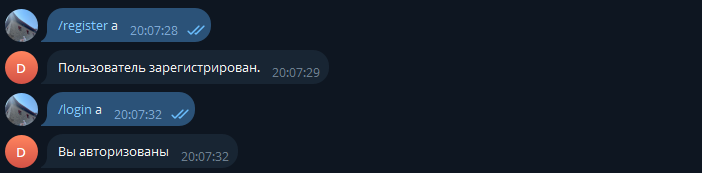 /register a 20:07:28
D
Пользователь зарегистрирован. 20:07:29
/login a 20:07:32
D
Вы авторизованы 20:07:32